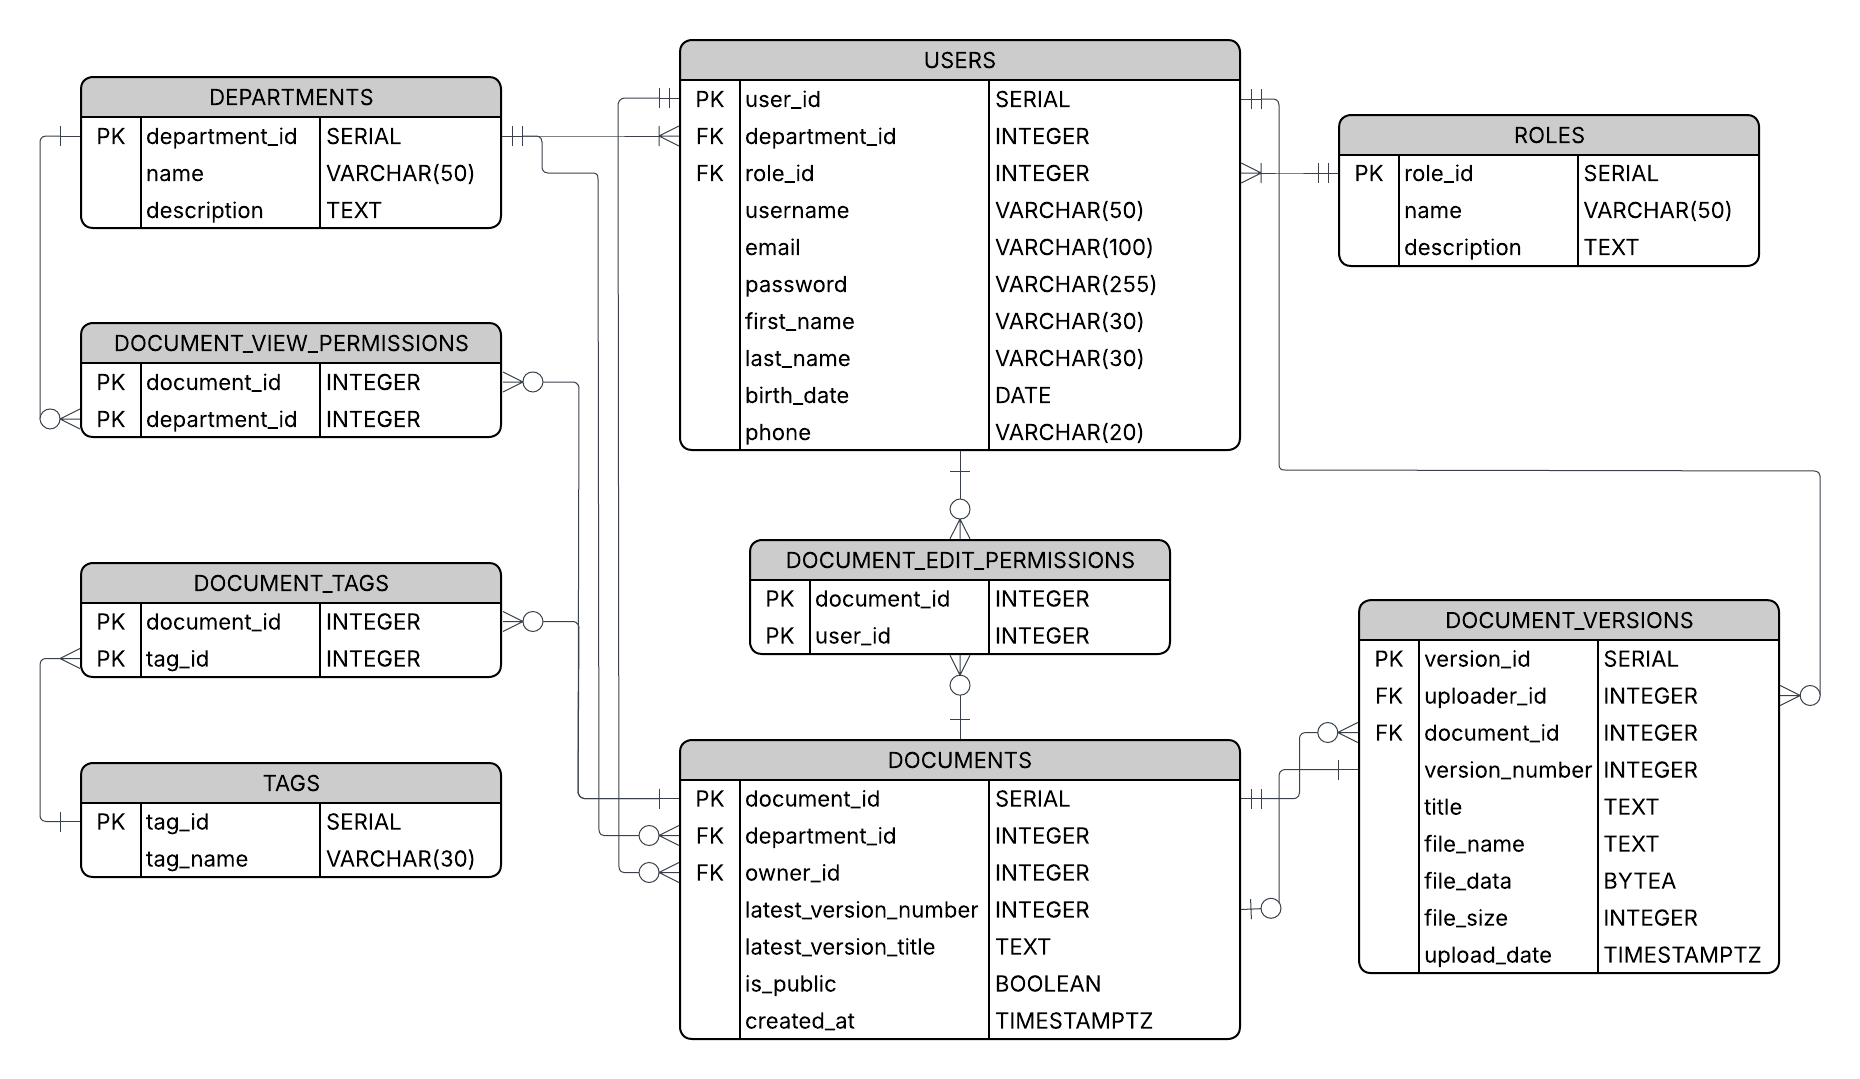 DEPARTMENTS
PK department_id SERIAL
name VARCHAR(50)
description TEXT
USERS
PK user_id SERIAL
FK department_id INTEGER
FK role_id INTEGER
username VARCHAR(50)
email VARCHAR(100)
password VARCHAR(255)
first_name VARCHAR(30)
last_name VARCHAR(30)
birth_date DATE
phone VARCHAR(20)
ROLES
PK role_id SERIAL
name VARCHAR(50)
description TEXT
DOCUMENT_VIEW_PERMISSIONS
PK document_id INTEGER
PK department_id INTEGER
DOCUMENT_TAGS
PK document_id INTEGER
PK tag_id INTEGER
DOCUMENT_EDIT_PERMISSIONS
PK document_id INTEGER
PK user_id INTEGER
DOCUMENT_VERSIONS
PK version_id SERIAL
FK uploader_id INTEGER
FK document_id INTEGER
version_number INTEGER
title TEXT
file_name TEXT
file_data BYTEA
file_size INTEGER
upload_date TIMESTAMPTZ
TAGS
PK tag_id SERIAL
tag_name VARCHAR(30)
DOCUMENTS
PK document_id SERIAL
FK department_id INTEGER
FK owner_id INTEGER
latest_version_number INTEGER
latest_version_title TEXT
is_public BOOLEAN
created_at TIMESTAMPTZ